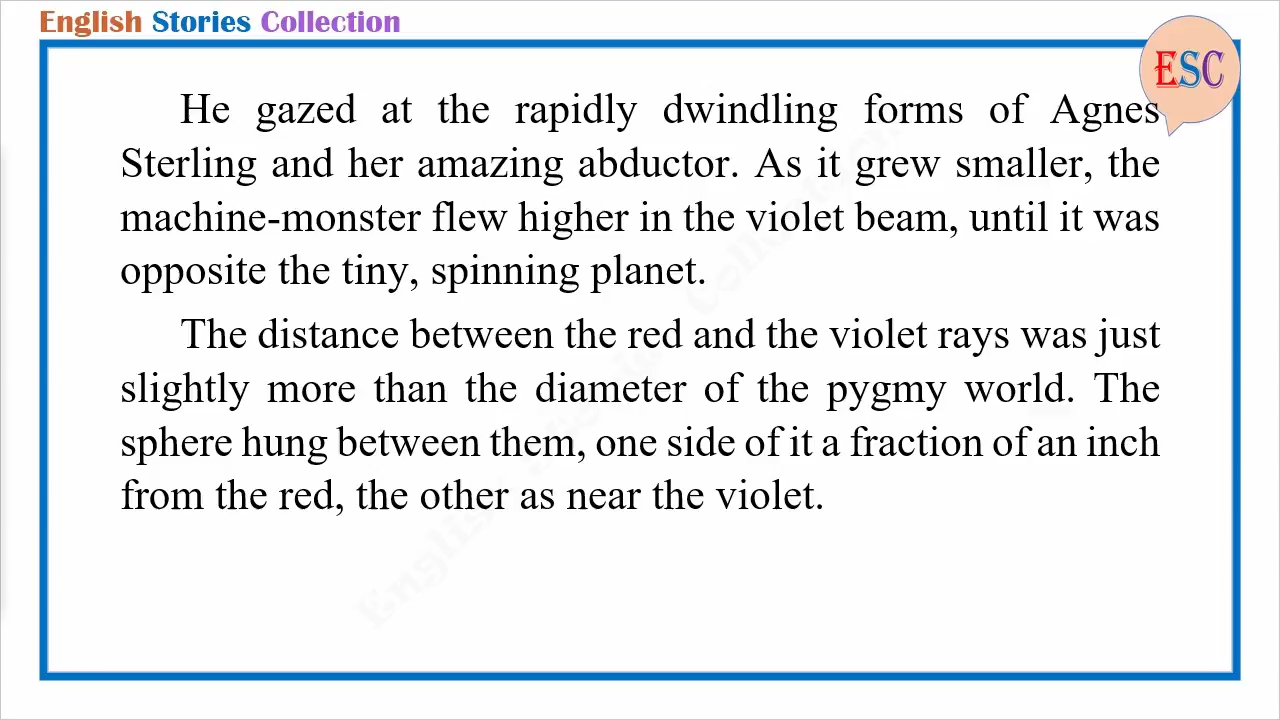 English Stories Collection
ESC
He gazed at the rapidly dwindling forms of Agnes
Sterling and her amazing abductor. As it grew smaller, the
machine-monster flew higher in the violet beam, until it was
opposite the tiny, spinning planet.
The distance between the red and the violet rays was just
slightly more than the diameter of the pygmy world. The
sphere hung between them, one side of it a fraction of an inch
from the red, the other as near the violet.